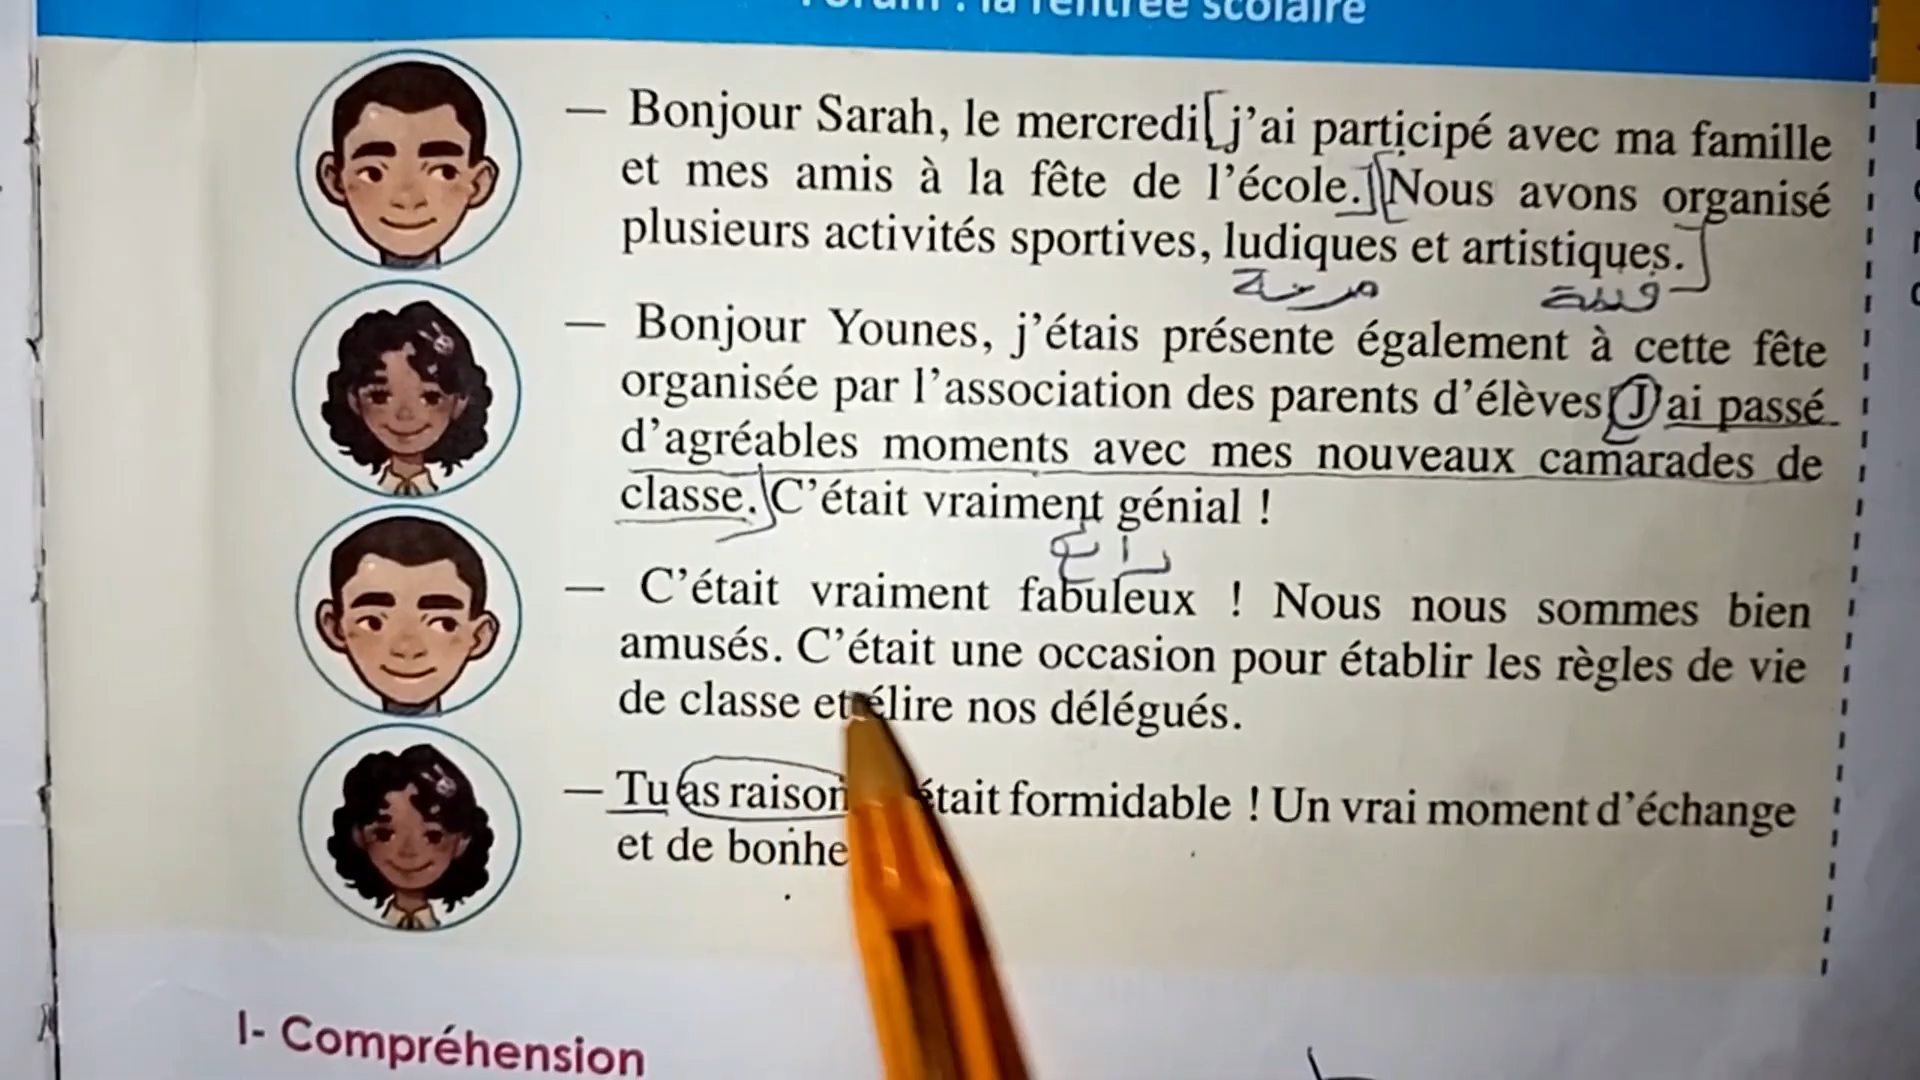 Forum : la rentrée scolaire
— Bonjour Sarah, le mercredi j'ai participé avec ma famille
et mes amis à la fête de l'école. Nous avons organisé
plusieurs activités sportives, ludiques et artistiques.
فنية
— Bonjour Younes, j'étais présente également à cette fête
organisée par l'association des parents d'élèves J ai passé
d'agréables moments avec mes nouveaux camarades de
classe. C'était vraiment génial !
رائع
— C'était vraiment fabuleux ! Nous nous sommes bien
amusés. C'était une occasion pour établir les règles de vie
de classe et élire nos délégués.
— Tu as raison était formidable ! Un vrai moment d'échange
et de bonhe
I- Compréhension